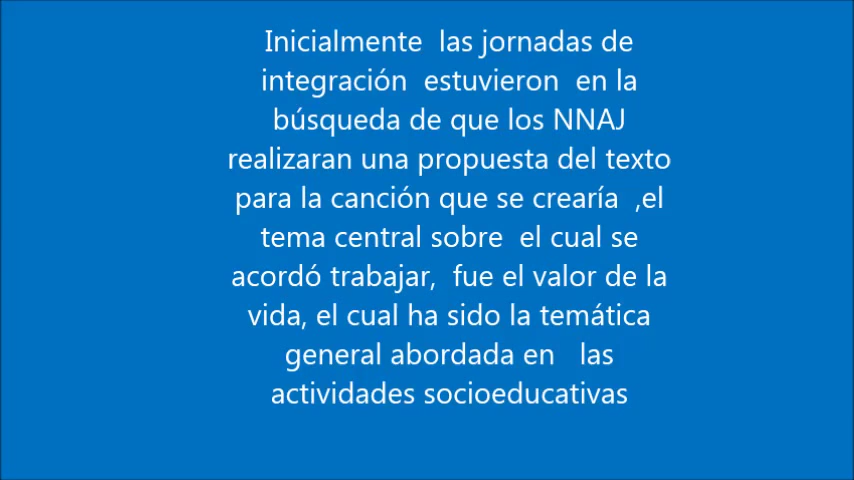 Inicialmente  las jornadas de
integración  estuvieron  en la
búsqueda de que los NNAJ
realizaran una propuesta del texto
para la canción que se crearía  ,el
tema central sobre  el cual se
acordó trabajar,  fue el valor de la
vida, el cual ha sido la temática
general abordada en   las
actividades socioeducativas